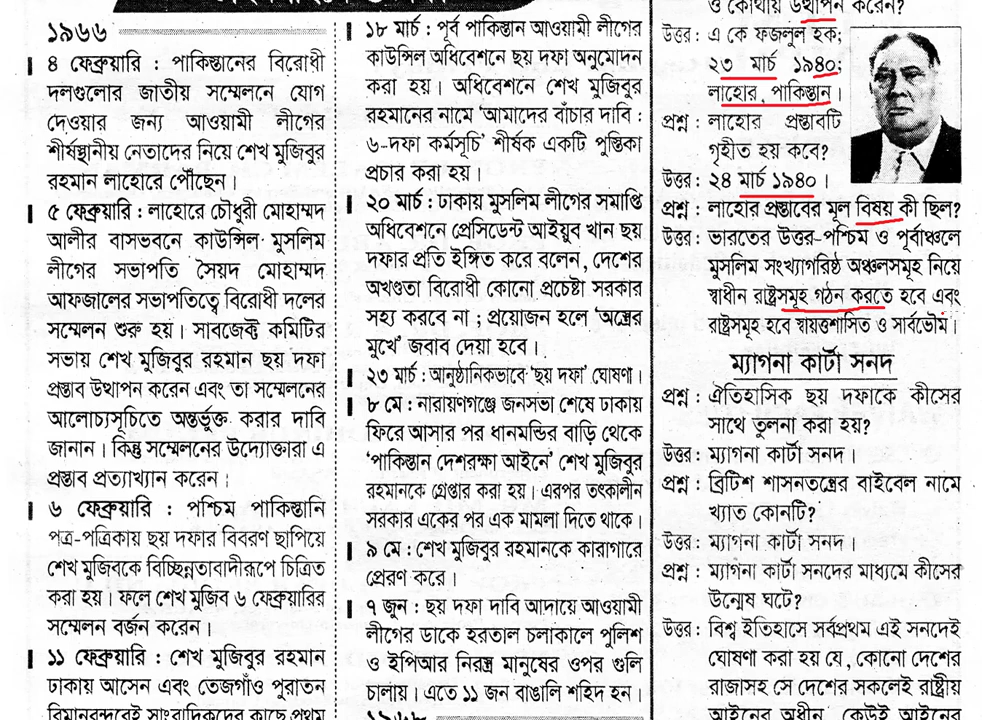 ১৯৬৬
৪ ফেব্রুয়ারি : পাকিস্তানের বিরোধী
দলগুলোর জাতীয় সম্মেলনে যোগ
দেওয়ার জন্য আওয়ামী লীগের
শীর্ষস্থানীয় নেতাদের নিয়ে শেখ মুজিবুর
রহমান লাহোরে পৌঁছেন।
৫ ফেব্রুয়ারি : লাহোরে চৌধুরী মোহাম্মদ
আলীর বাসভবনে কাউন্সিল মুসলিম
লীগের সভাপতি সৈয়দ মোহাম্মদ
আফজালের সভাপতিত্বে বিরোধী দলের
সম্মেলন শুরু হয়। সাবজেক্ট কমিটির
সভায় শেখ মুজিবুর রহমান ছয় দফা
প্রস্তাব উত্থাপন করেন এবং তা সম্মেলনের
আলোচ্যসূচিতে অন্তর্ভুক্ত করার দাবি
জানান। কিন্তু সম্মেলনের উদ্যোক্তারা এ
প্রস্তাব প্রত্যাখ্যান করেন।
৬ ফেব্রুয়ারি : পশ্চিম পাকিস্তানি
পত্র-পত্রিকায় ছয় দফার বিবরণ ছাপিয়ে
শেখ মুজিবকে বিচ্ছিন্নতাবাদীরূপে চিত্রিত
করা হয়। ফলে শেখ মুজিব ৬ ফেব্রুয়ারির
সম্মেলন বর্জন করেন।
১১ ফেব্রুয়ারি : শেখ মুজিবুর রহমান
ঢাকায় আসেন এবং তেজগাঁও পুরাতন
বিমানবন্দরেই সাংবাদিকদের কাছে প্রথম
১৮ মার্চ : পূর্ব পাকিস্তান আওয়ামী লীগের
কাউন্সিল অধিবেশনে ছয় দফা অনুমোদন
করা হয়। অধিবেশনে শেখ মুজিবুর
রহমানের নামে ‘আমাদের বাঁচার দাবি :
৬-দফা কর্মসূচি’ শীর্ষক একটি পুস্তিকা
প্রচার করা হয়।
২০ মার্চ : ঢাকায় মুসলিম লীগের সমাপ্তি
অধিবেশনে প্রেসিডেন্ট আইয়ুব খান ছয়
দফার প্রতি ইঙ্গিত করে বলেন, দেশের
অখণ্ডতা বিরোধী কোনো প্রচেষ্টা সরকার
সহ্য করবে না ; প্রয়োজন হলে ‘অস্ত্রের
মুখে’ জবাব দেয়া হবে।
২৩ মার্চ : আনুষ্ঠানিকভাবে ‘ছয় দফা’ ঘোষণা।
৮ মে : নারায়ণগঞ্জে জনসভা শেষে ঢাকায়
ফিরে আসার পর ধানমন্ডির বাড়ি থেকে
‘পাকিস্তান দেশরক্ষা আইনে’ শেখ মুজিবুর
রহমানকে গ্রেপ্তার করা হয়। এরপর তৎকালীন
সরকার একের পর এক মামলা দিতে থাকে।
৯ মে : শেখ মুজিবুর রহমানকে কারাগারে
প্রেরণ করে।
৭ জুন : ছয় দফা দাবি আদায়ে আওয়ামী
লীগের ডাকে হরতাল চলাকালে পুলিশ
ও ইপিআর নিরস্ত্র মানুষের ওপর গুলি
চালায়। এতে ১১ জন বাঙালি শহিদ হন।
ও কোথায় উত্থাপন করেন?
উত্তর : এ কে ফজলুল হক;
২৩ মার্চ ১৯৪০;
লাহোর, পাকিস্তান।
প্রশ্ন : লাহোর প্রস্তাবটি
গৃহীত হয় কবে?
উত্তর : ২৪ মার্চ ১৯৪০।
প্রশ্ন : লাহোর প্রস্তাবের মূল বিষয় কী ছিল?
উত্তর : ভারতের উত্তর-পশ্চিম ও পূর্বাঞ্চলে
মুসলিম সংখ্যাগরিষ্ঠ অঞ্চলসমূহ নিয়ে
স্বাধীন রাষ্ট্রসমূহ গঠন করতে হবে এবং
রাষ্ট্রসমূহ হবে স্বায়ত্তশাসিত ও সার্বভৌম।
ম্যাগনা কার্টা সনদ
প্রশ্ন : ঐতিহাসিক ছয় দফাকে কীসের
সাথে তুলনা করা হয়?
উত্তর : ম্যাগনা কার্টা সনদ।
প্রশ্ন : ব্রিটিশ শাসনতন্ত্রের বাইবেল নামে
খ্যাত কোনটি?
উত্তর : ম্যাগনা কার্টা সনদ।
প্রশ্ন : ম্যাগনা কার্টা সনদের মাধ্যমে কীসের
উন্মেষ ঘটে?
উত্তর : বিশ্ব ইতিহাসে সর্বপ্রথম এই সনদেই
ঘোষণা করা হয় যে, কোনো দেশের
রাজাসহ সে দেশের সকলেই রাষ্ট্রীয়
আইনের অধীন, কেউই আইনের